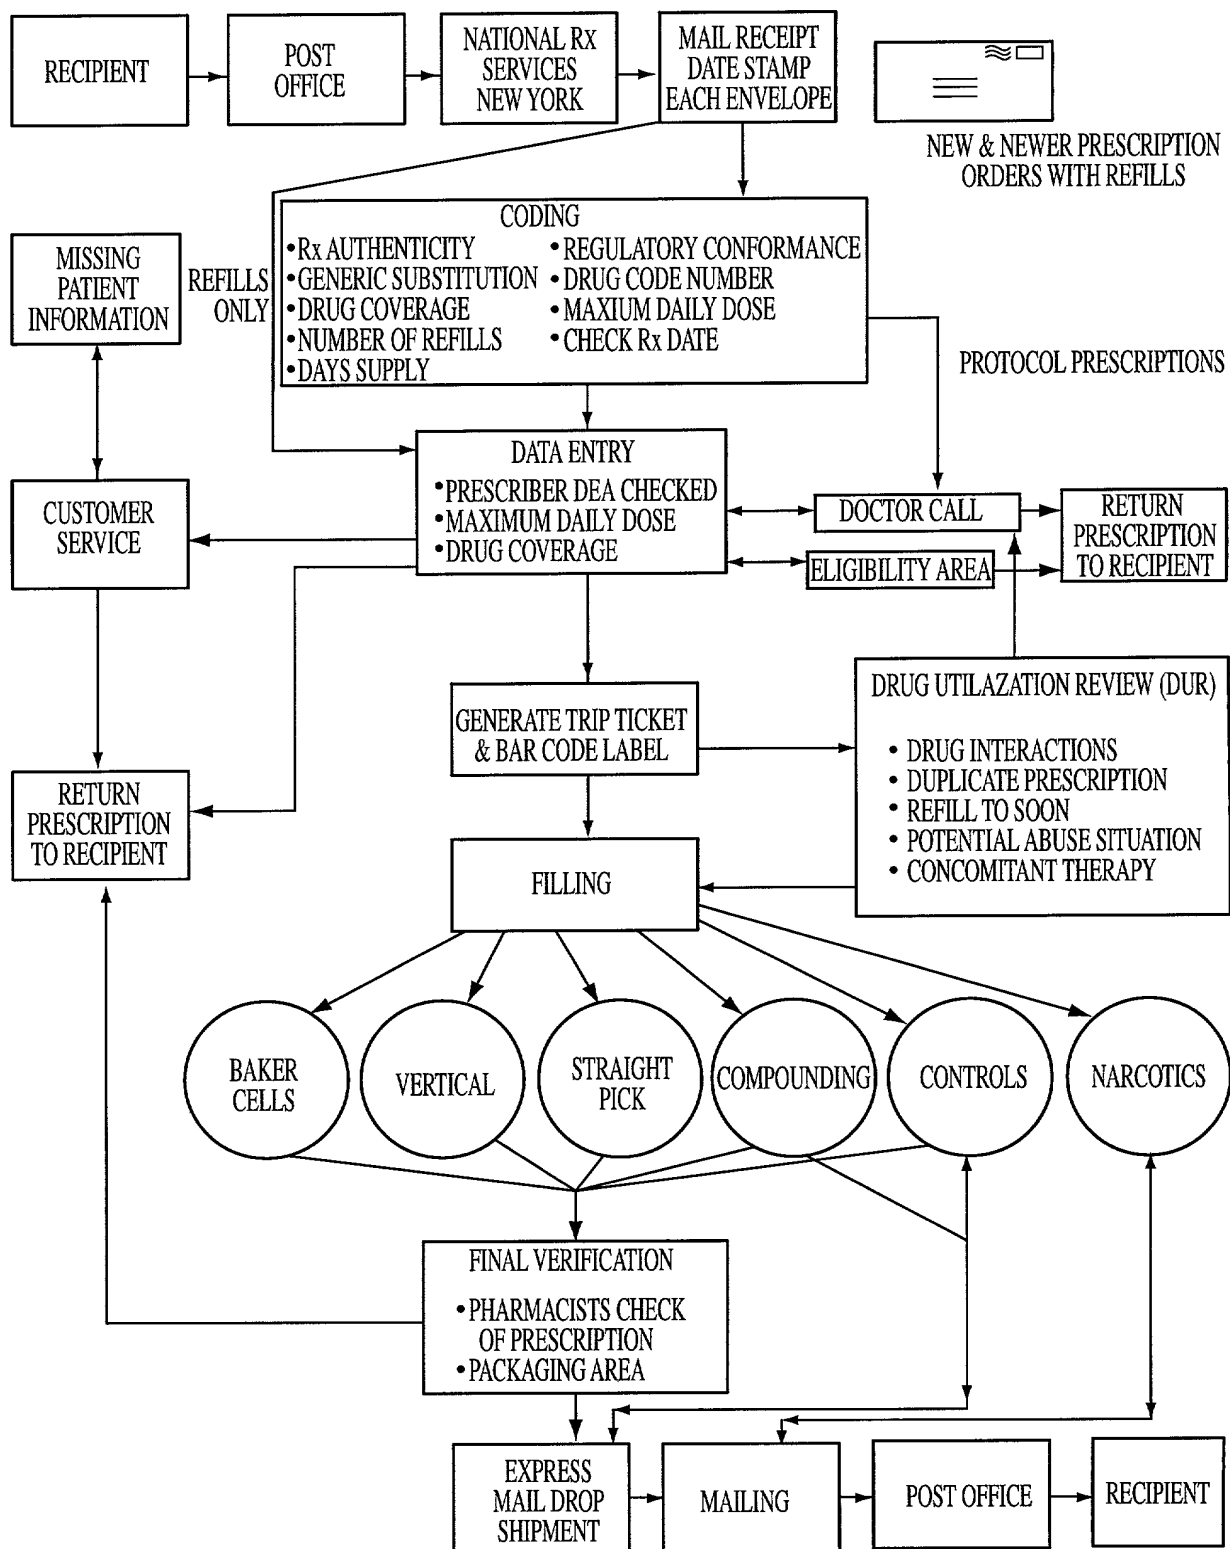 RECIPIENT
POST
OFFICE
NATIONAL Rx
SERVICES
NEW YORK
MAIL RECEIPT
DATE STAMP
EACH ENVELOPE
NEW & NEWER PRESCRIPTION
ORDERS WITH REFILLS
CODING
•Rx AUTHENTICITY
•GENERIC SUBSTITUTION
•DRUG COVERAGE
•NUMBER OF REFILLS
•DAYS SUPPLY
•REGULATORY CONFORMANCE
•DRUG CODE NUMBER
•MAXIUM DAILY DOSE
•CHECK Rx DATE
MISSING
PATIENT
INFORMATION
REFILLS
ONLY
PROTOCOL PRESCRIPTIONS
DATA ENTRY
•PRESCRIBER DEA CHECKED
•MAXIMUM DAILY DOSE
•DRUG COVERAGE
CUSTOMER
SERVICE
DOCTOR CALL
ELIGIBILITY AREA
RETURN
PRESCRIPTION
TO RECIPIENT
GENERATE TRIP TICKET
& BAR CODE LABEL
DRUG UTILAZATION REVIEW (DUR)
• DRUG INTERACTIONS
• DUPLICATE PRESCRIPTION
• REFILL TO SOON
• POTENTIAL ABUSE SITUATION
• CONCOMITANT THERAPY
RETURN
PRESCRIPTION
TO RECIPIENT
FILLING
BAKER
CELLS
VERTICAL
STRAIGHT
PICK
COMPOUNDING
CONTROLS
NARCOTICS
FINAL VERIFICATION
•PHARMACISTS CHECK
OF PRESCRIPTION
•PACKAGING AREA
EXPRESS
MAIL DROP
SHIPMENT
MAILING
POST OFFICE
RECIPIENT